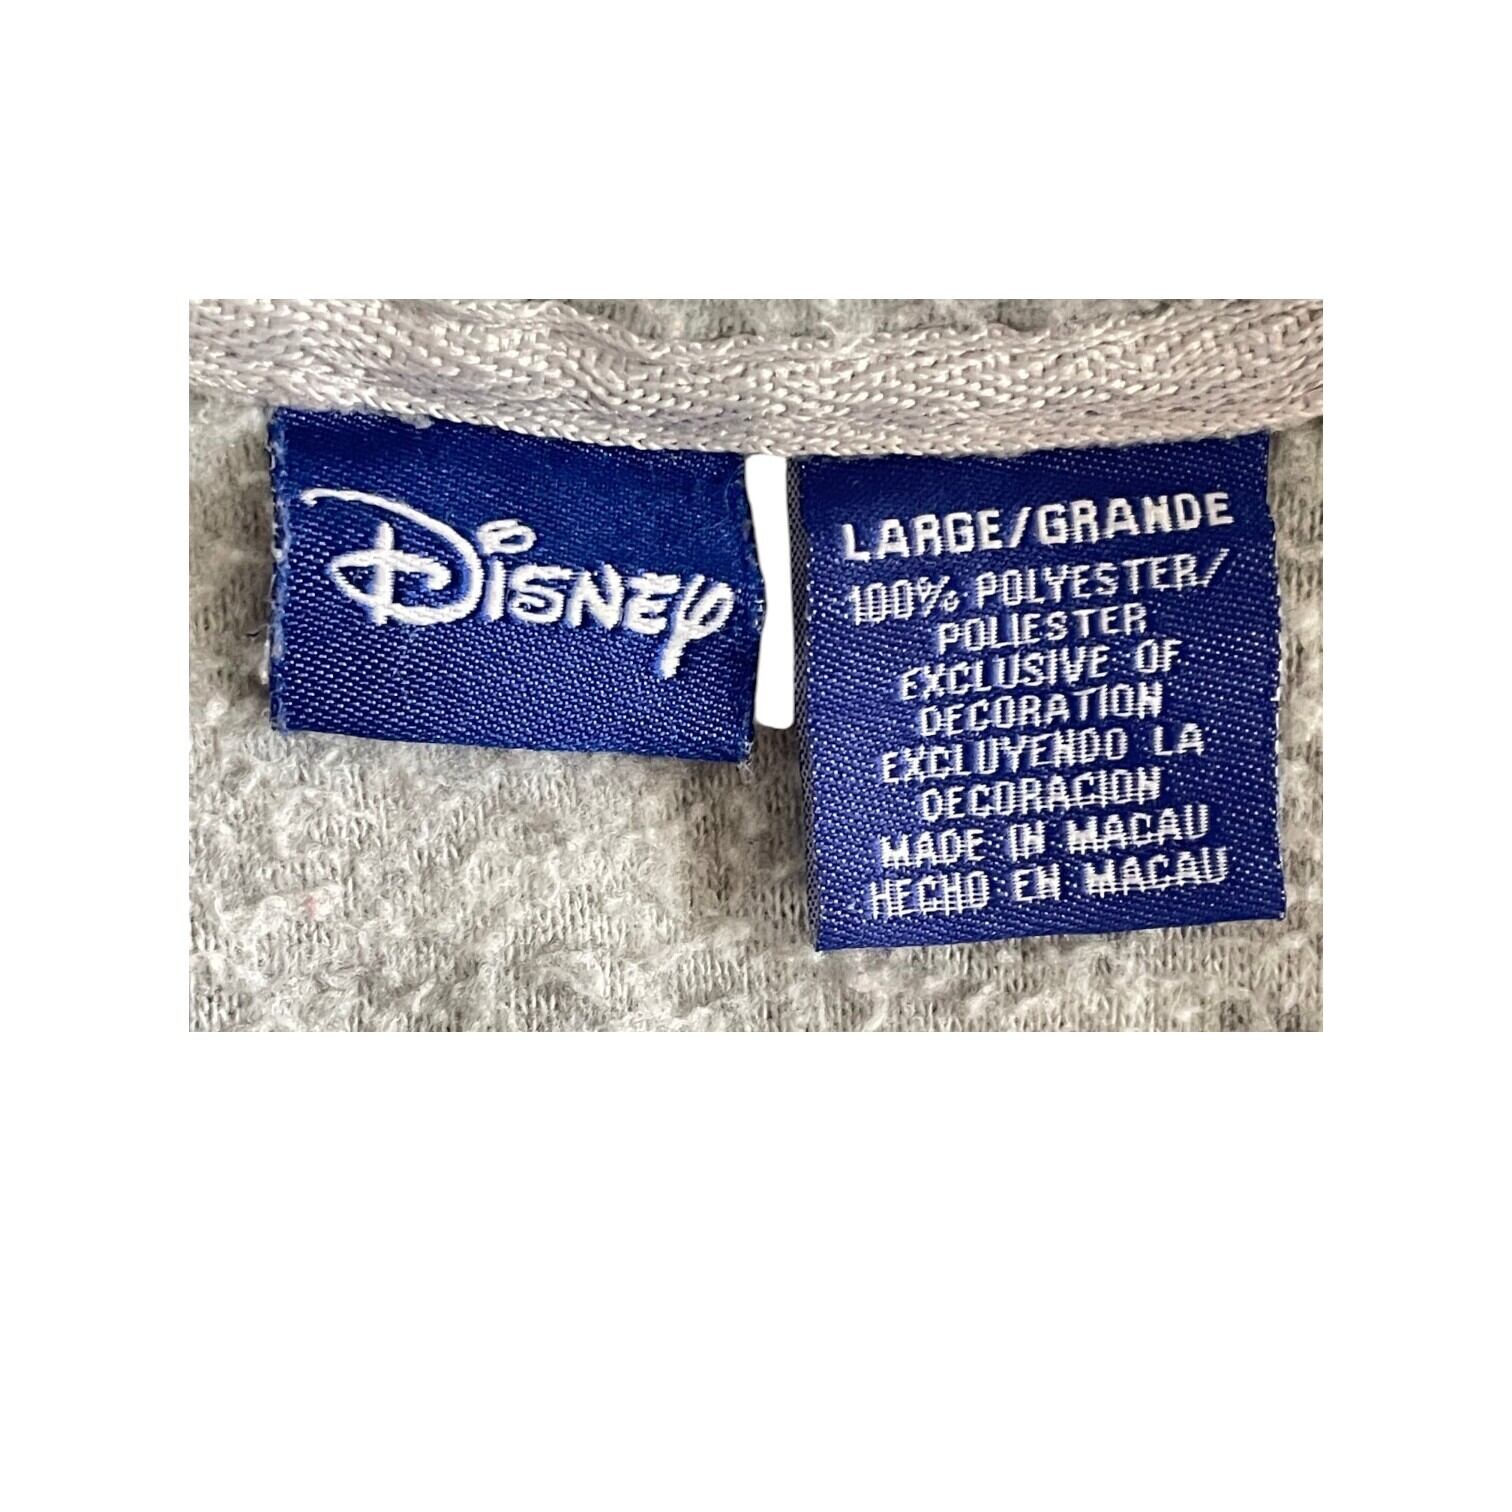 Disney
LARGE/GRANDE
100% POLYESTER/
POLIESTER
EXCLUSIVE OF
DECORATION
EXCLUYENDO LA
DECORACION
MADE IN MACAU
HECHO EN MACAU